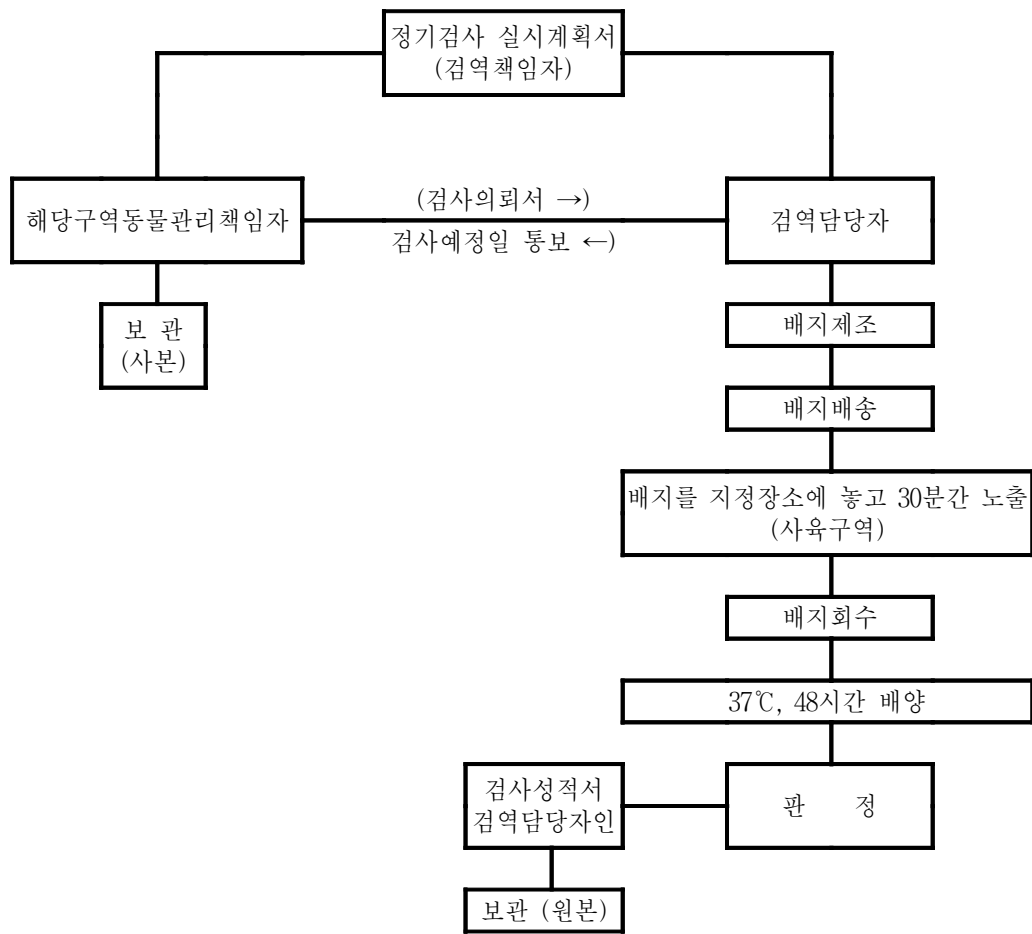 정기검사 실시계획서
(검역책임자)
해당구역동물관리책임자
(검사의뢰서 →)
검사예정일 통보 ←)
검역담당자
보 관
(사본)
배지제조
배지배송
배지를 지정장소에 놓고 30분간 노출
(사육구역)
배지회수
37℃, 48시간 배양
검사성적서
검역담당자인
판 정
보관 (원본)